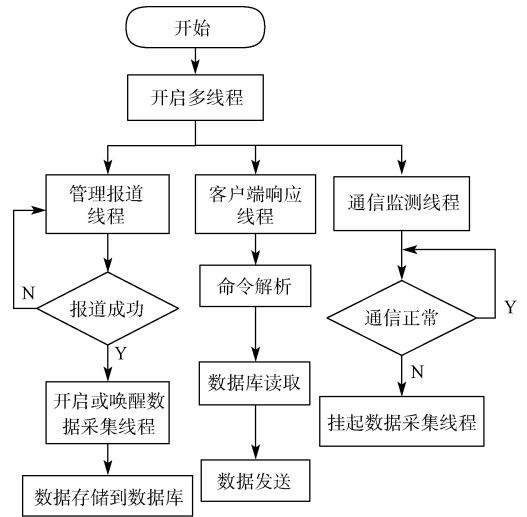 开始
开启多线程
管理报道
线程
客户端响应
线程
通信监测线程
命令解析
N
报道成功
通信正常
Y
Y
数据库读取
N
开启或唤醒数
据采集线程
挂起数据采集线程
数据发送
数据存储到数据库